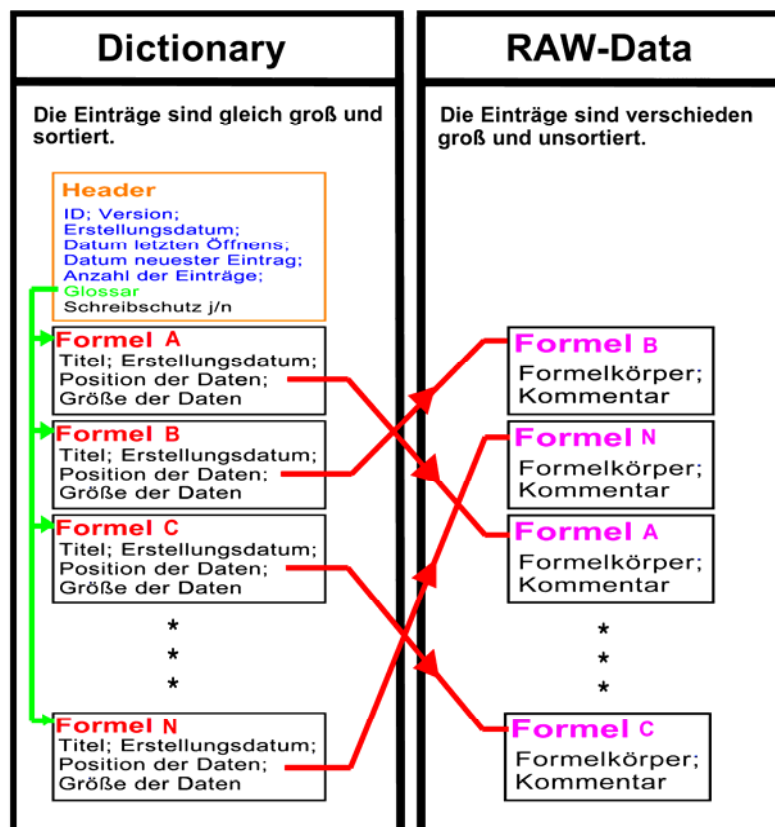 Dictionary
Die Einträge sind gleich groß und
sortiert.
Header
ID; Version;
Erstellungsdatum;
Datum letzten Öffnens;
Datum neuester Eintrag;
Anzahl der Einträge;
Glossar
Schreibschutz j/n
Formel A
Titel; Erstellungsdatum;
Position der Daten;
Größe der Daten
Formel B
Titel; Erstellungsdatum;
Position der Daten:
Größe der Daten
Formel C
Titel; Erstellungsdatum;
Position der Daten;
Größe der Daten
*
*
*
Formel N
Titel; Erstellungsdatum;
Position der Daten;
Größe der Daten
RAW-Data
Die Einträge sind verschieden
groß und unsortiert.
Formel B
Formelkörper;
Kommentar
Formel N
Formelkörper;
Kommentar
Formel A
Formelkörper;
Kommentar
*
*
*
Formel C
Formelkörper;
Kommentar